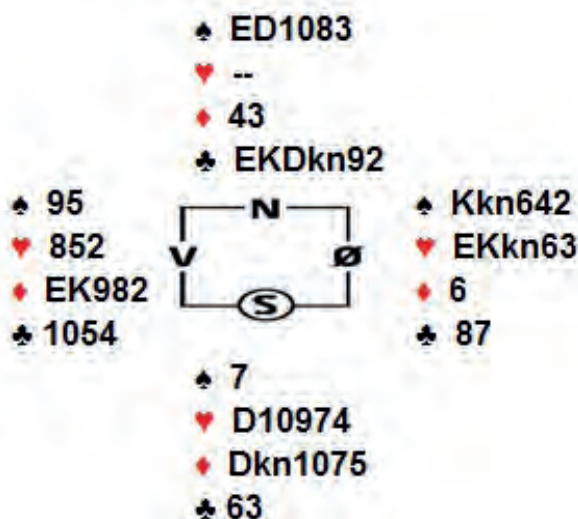 ♠ ED1083
♥ --
♦ 43
♣ EKDkn92
♠ 95
♥ 852
♦ EK982
♣ 1054
N
V
Ø
S
♠ Kkn642
♥ EKkn63
♦ 6
♣ 87
♠ 7
♥ D10974
♦ Dkn1075
♣ 63